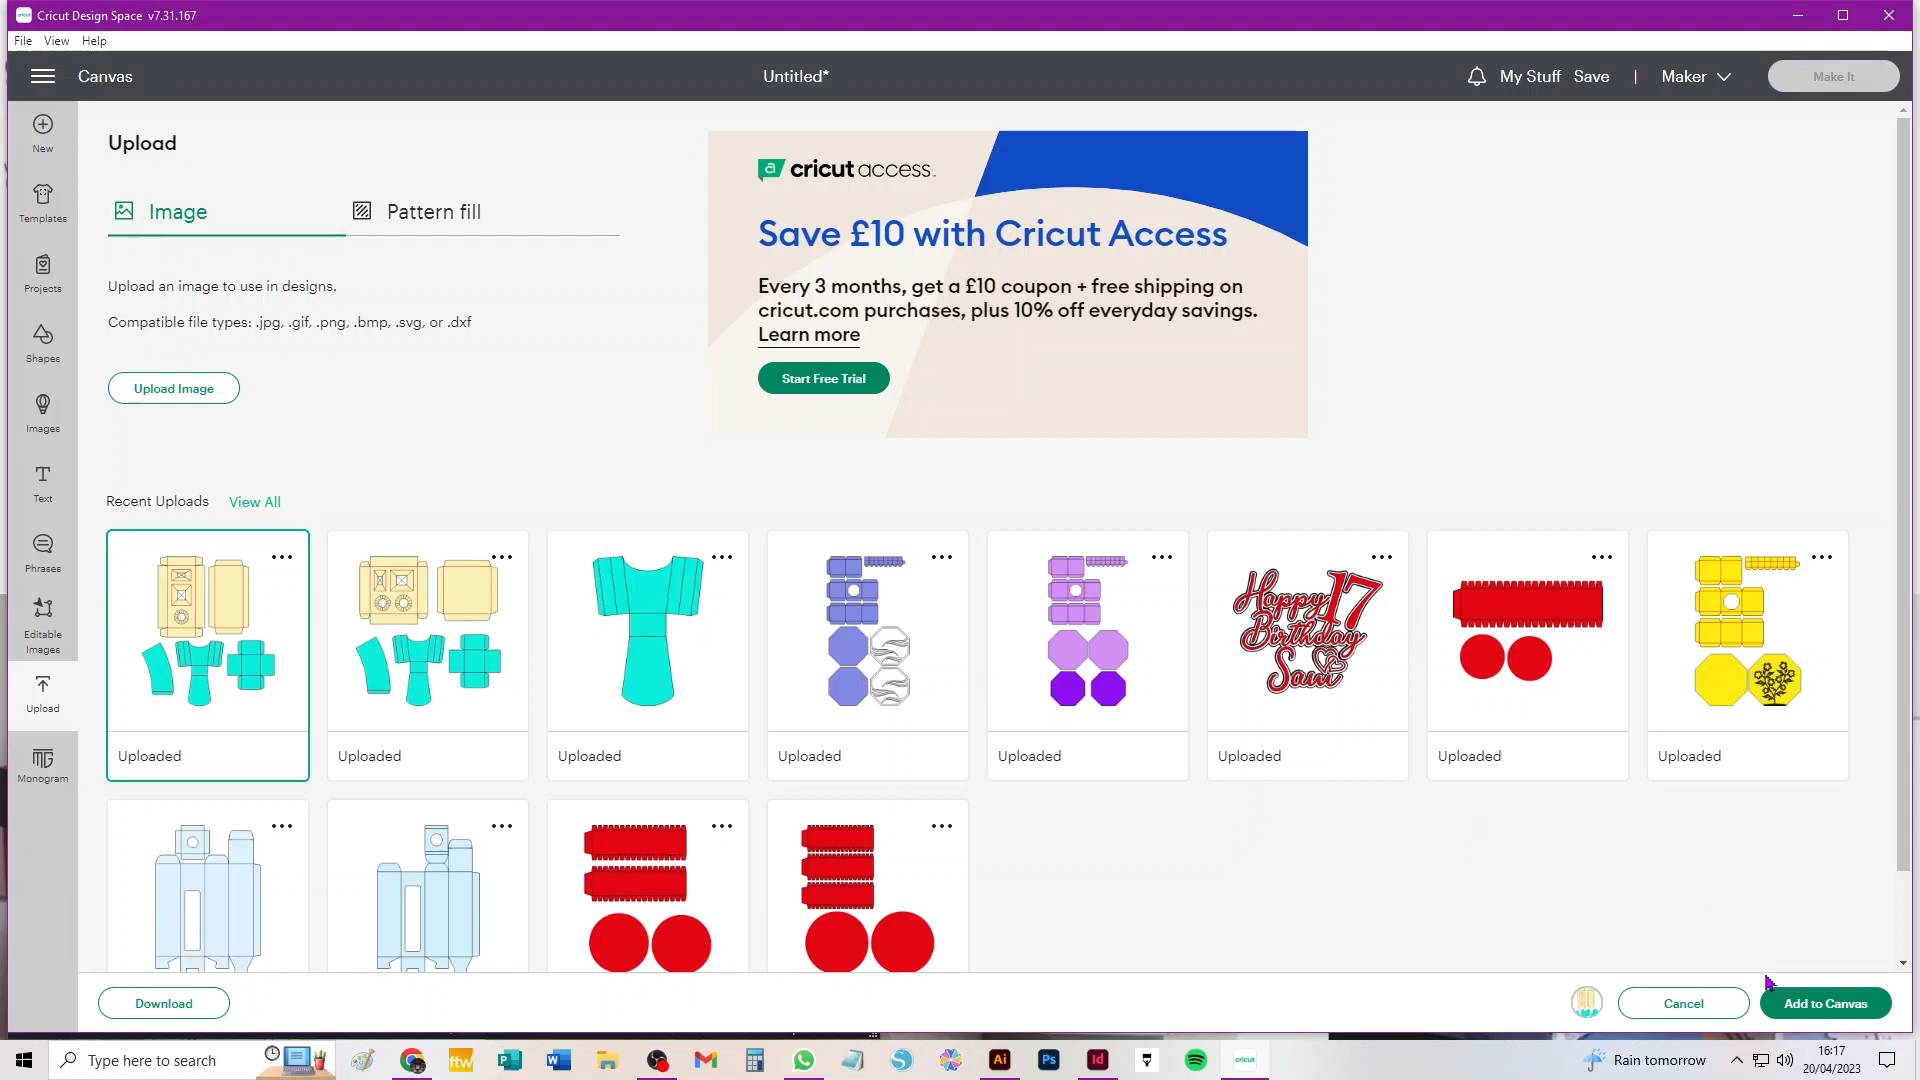 Cricut Design Space v7.31.167
File View Help
Canvas
Untitled*
My Stuff Save | Maker
Make It
New
Templates
Projects
Shapes
Images
Text
Phrases
Editable
Images
Upload
Monogram
Upload
Image
Pattern fill
Upload an image to use in designs.
Compatible file types: .jpg, .gif, .png, .bmp, .svg, or .dxf
Upload Image
a cricut access
Save £10 with Cricut Access
Every 3 months, get a £10 coupon + free shipping on
cricut.com purchases, plus 10% off everyday savings.
Learn more
Start Free Trial
Recent Uploads View All
Happy 17
Birthday
Sam
Uploaded
Uploaded
Uploaded
Uploaded
Uploaded
Uploaded
Uploaded
Uploaded
Download
Cancel
Add to Canvas
Type here to search
ftw
Ai
Ps
Id
cricut
Rain tomorrow
16:17
20/04/2023